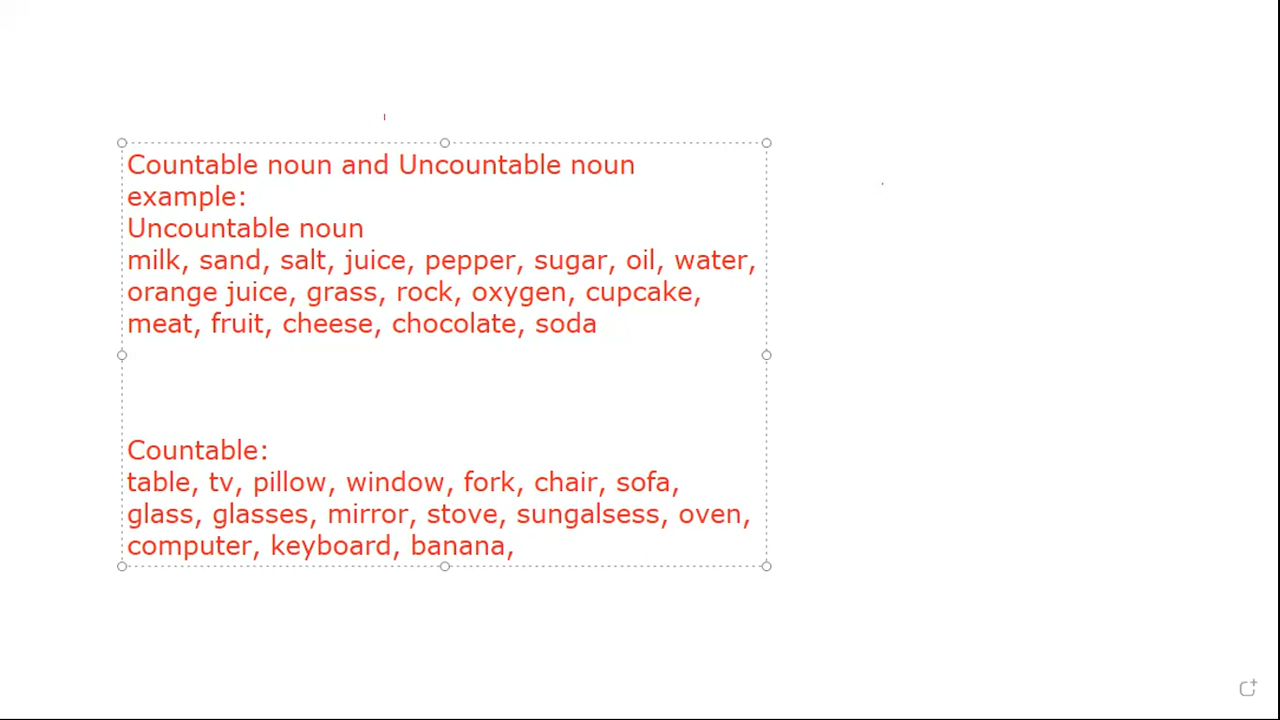 Countable noun and Uncountable noun
example:
Uncountable noun
milk, sand, salt, juice, pepper, sugar, oil, water,
orange juice, grass, rock, oxygen, cupcake,
meat, fruit, cheese, chocolate, soda
Countable:
table, tv, pillow, window, fork, chair, sofa,
glass, glasses, mirror, stove, sungalsess, oven,
computer, keyboard, banana,